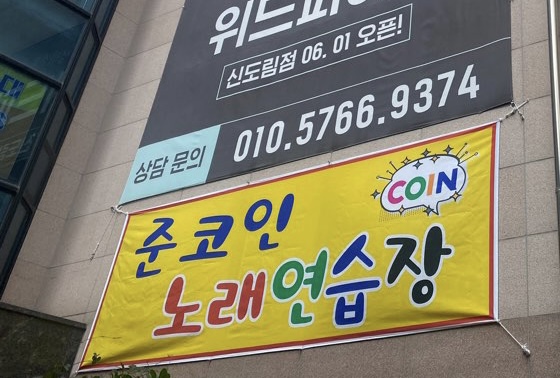 신도림점 06. 01 오픈!
상담 문의
010.5766.9374
COIN
준코인
노래연습장